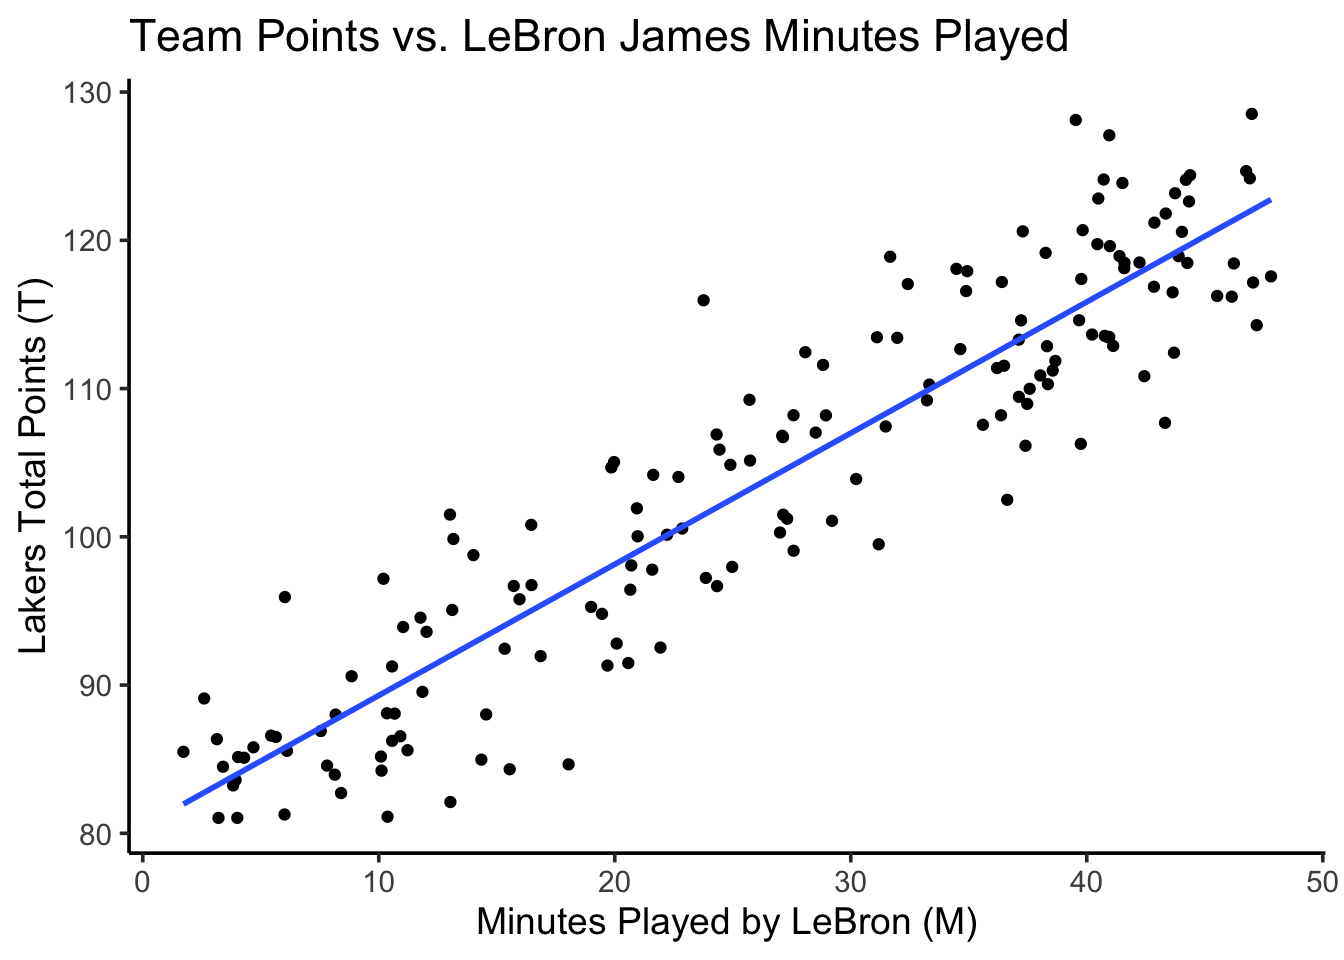 Team Points vs. LeBron James Minutes Played
Lakers Total Points (T)
130
120
110
100
90
80
0 10 20 30 40 50
Minutes Played by LeBron (M)